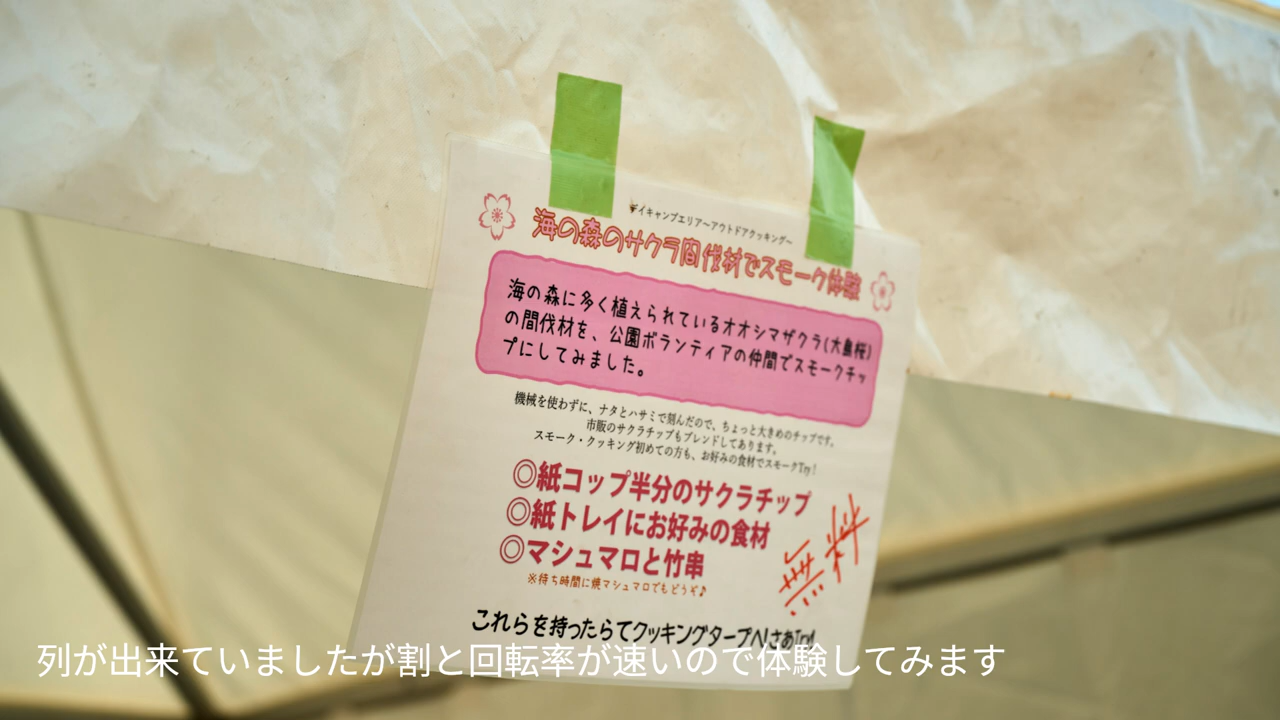 デイキャンプエリア〜アウトドアクッキング〜
海の森のサクラ間伐材でスモーク体験
海の森に多く植えられているオオシマザクラ(大島桜)
の間伐材を、公園ボランティアの仲間でスモークチッ
プにしてみました。
機械を使わずに、ナタとハサミで刻んだので、ちょっと大きめのチップです。
市販のサクラチップもブレンドしてあります。
スモーク・クッキング初めての方も、お好みの食材でスモークTry!
◎紙コップ半分のサクラチップ
◎紙トレイにお好みの食材
◎マシュマロと竹串
※待ち時間に焼マシュマロでもどうぞ♪
無料
これらを持ったらてクッキングタープへ!さあTry!
列が出来ていましたが割と回転率が速いので体験してみます